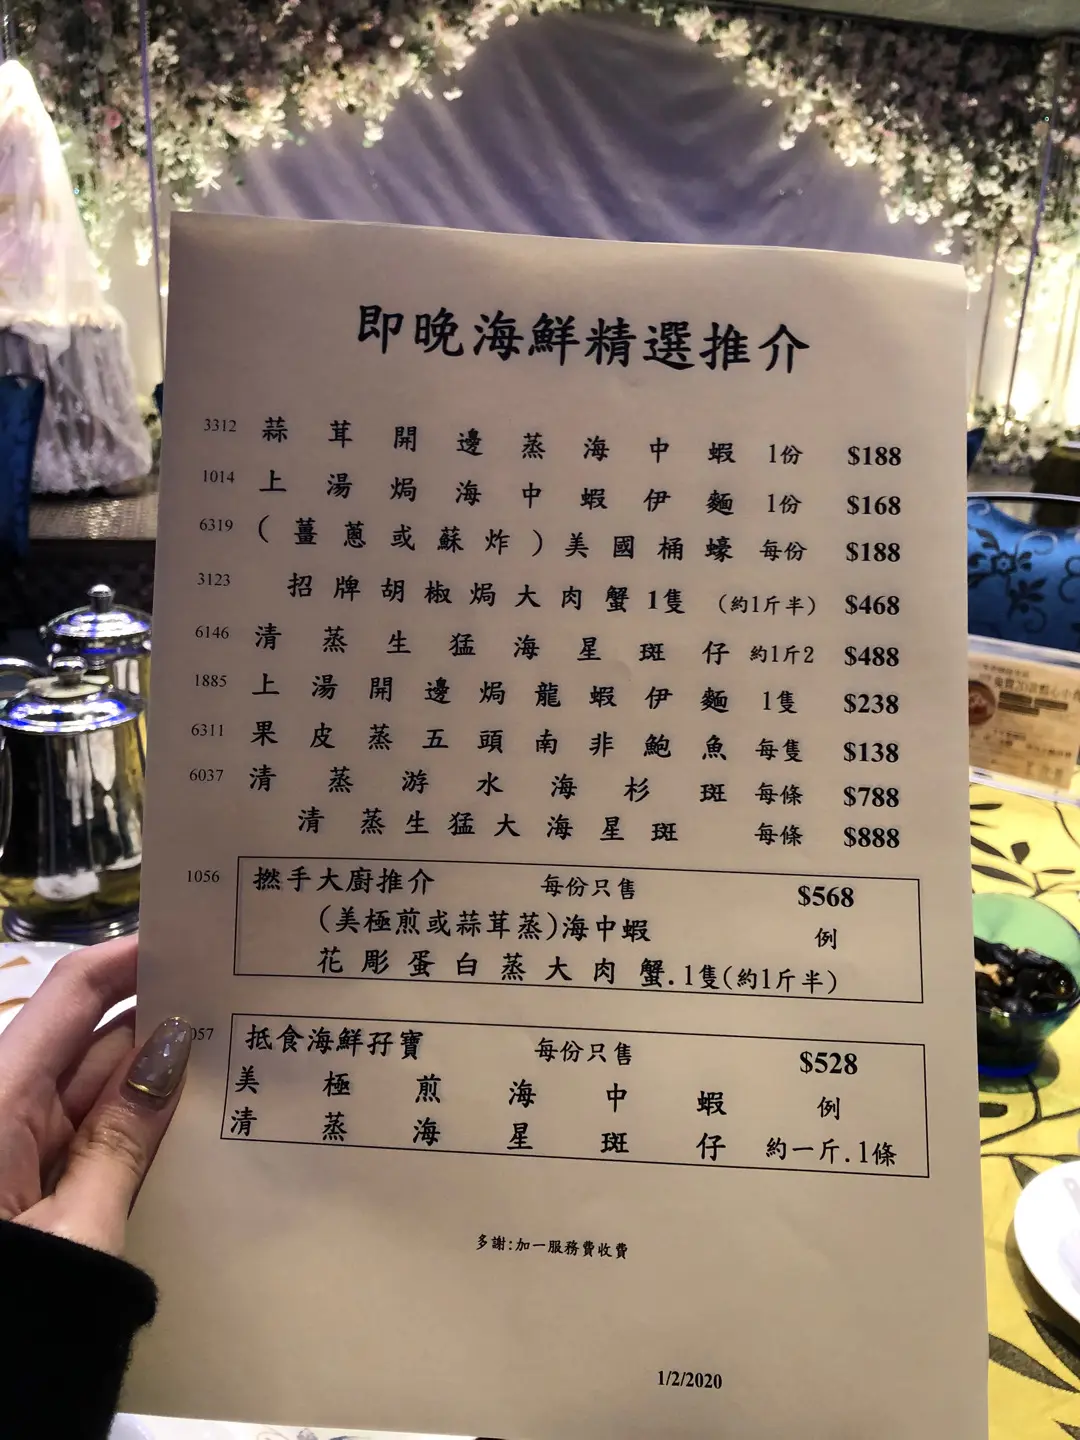 即晚海鮮精選推介
3312 蒜茸開邊蒸海中蝦 1份 $188
1014 上湯焗海中蝦伊麵 1份 $168
6319 (薑蔥或蘇炸)美國桶蠔 每份 $188
3123 招牌胡椒焗大肉蟹1隻 (約1斤半) $468
6146 清蒸生猛海星斑仔 約1斤2 $488
1885 上湯開邊焗龍蝦伊麵 1隻 $238
6311 果皮蒸五頭南非鮑魚 每隻 $138
6037 清蒸游水海杉斑 每條 $788
清蒸生猛大海星斑 每條 $888
1056 撚手大廚推介 每份只售 $568
(美極煎或蒜茸蒸)海中蝦 例
花彫蛋白蒸大肉蟹.1隻(約1斤半)
057 抵食海鮮孖寶 每份只售 $528
美極煎海中蝦 例
清蒸海星斑仔 約一斤.1條
多謝:加一服務費收費
1/2/2020